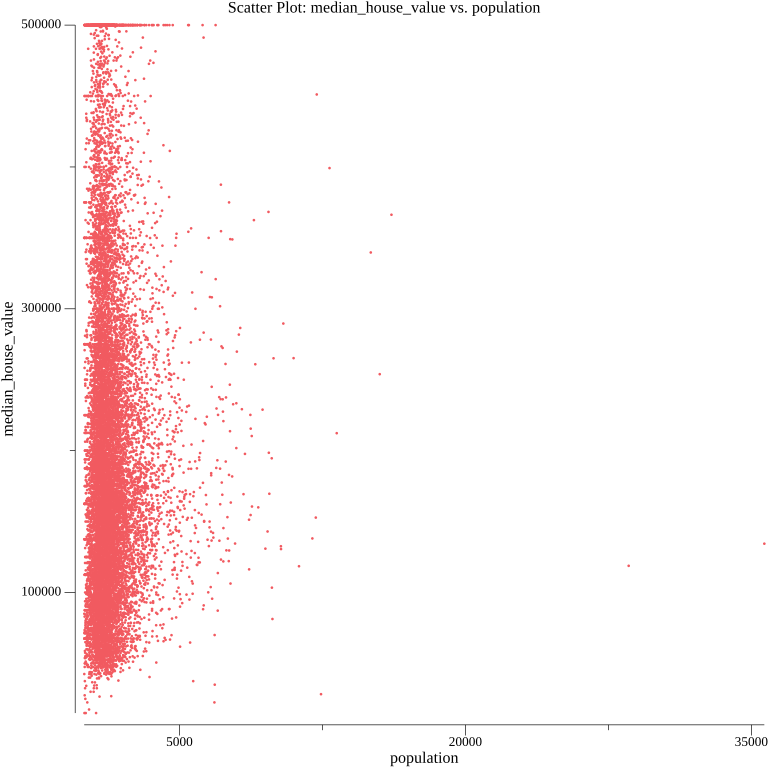 Scatter Plot: median_house_value vs. population
500000
300000
100000
median_house_value
5000
20000
35000
population